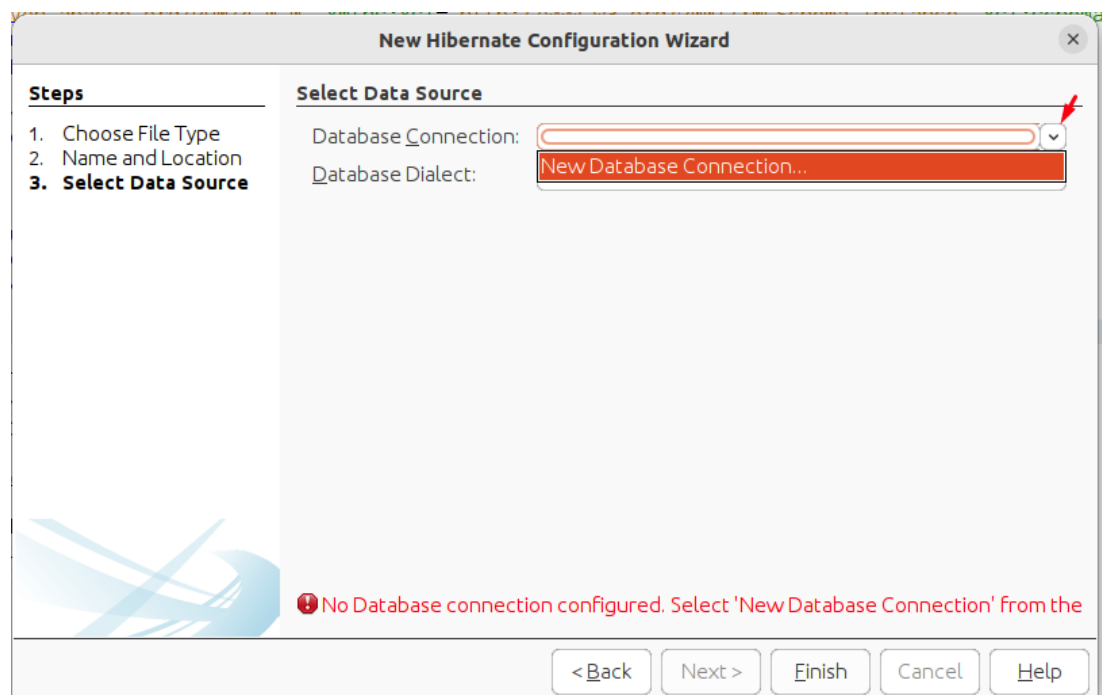 New Hibernate Configuration Wizard
Steps
1. Choose File Type
2. Name and Location
3. Select Data Source
Select Data Source
Database Connection:
New Database Connection...
Database Dialect:
No Database connection configured. Select 'New Database Connection' from the
< Back
Next >
Finish
Cancel
Help